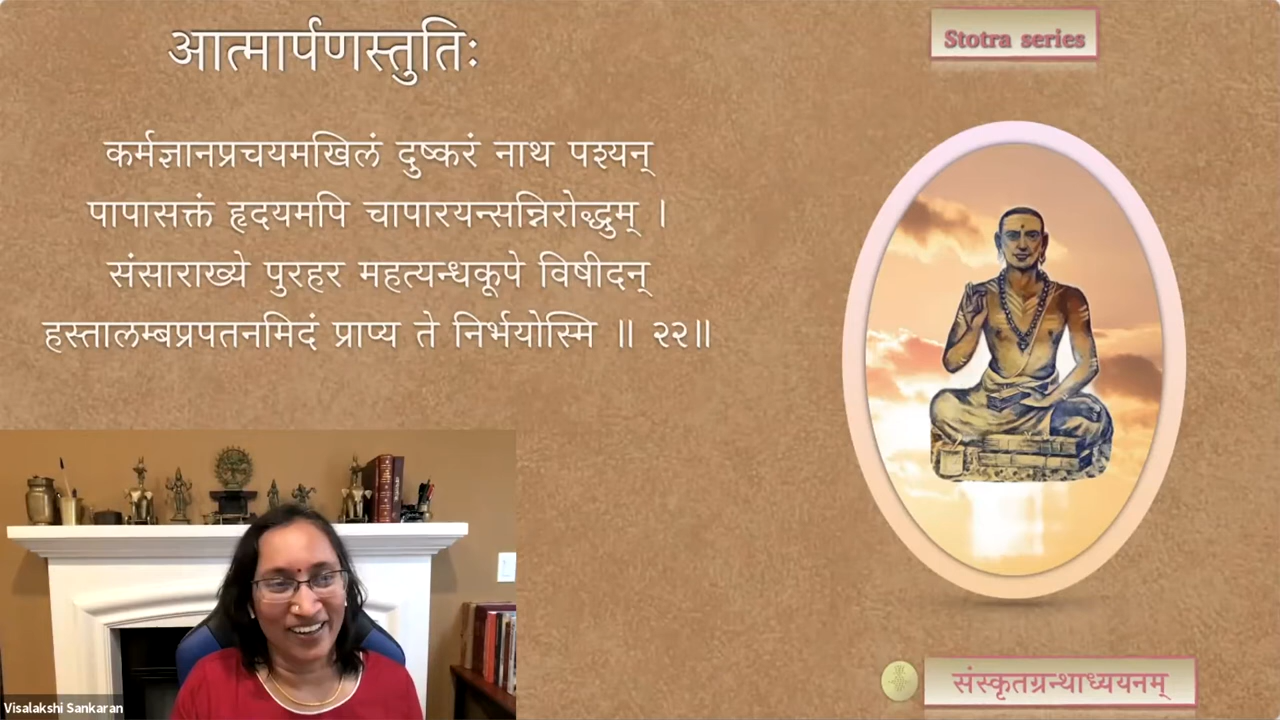 आत्मार्पणस्तुतिः
Stotra series
कर्मज्ञानप्रचयमखिलं दुष्करं नाथ पश्यन्
पापासक्तं हृदयमपि चापारयन्सन्निरोद्धुम् ।
संसाराख्ये पुरहर महत्यन्धकूपे विषीदन्
हस्तालम्बप्रपतनमिदं प्राप्य ते निर्भयोस्मि ॥ २२॥
Visalakshi Sankaran
संस्कृतग्रन्थाध्ययनम्